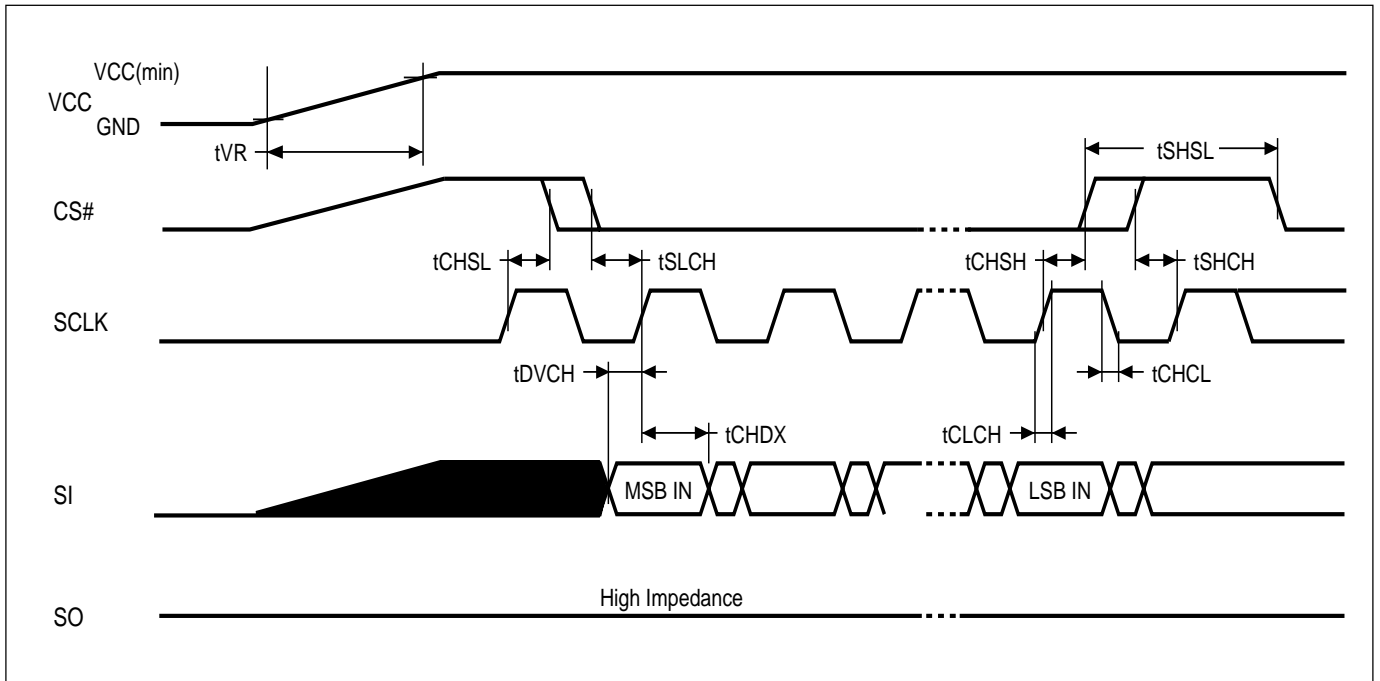 VCC(min)
VCC
GND
tVR
tSHSL
CS#
tCHSL
tSLCH
tCHSH
tSHCH
SCLK
tDVCH
tCHCL
tCHDX
tCLCH
SI
MSB IN
LSB IN
High Impedance
SO